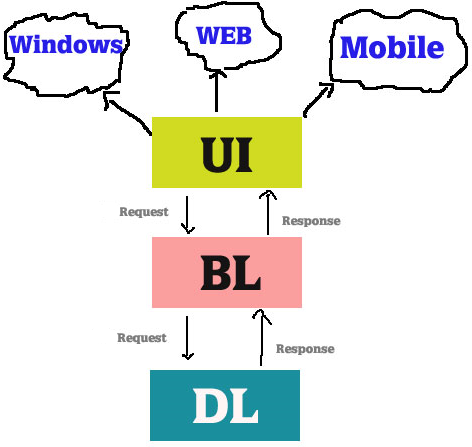 Windows
WEB
Mobile
UI
Request
Response
BL
Request
Response
DL